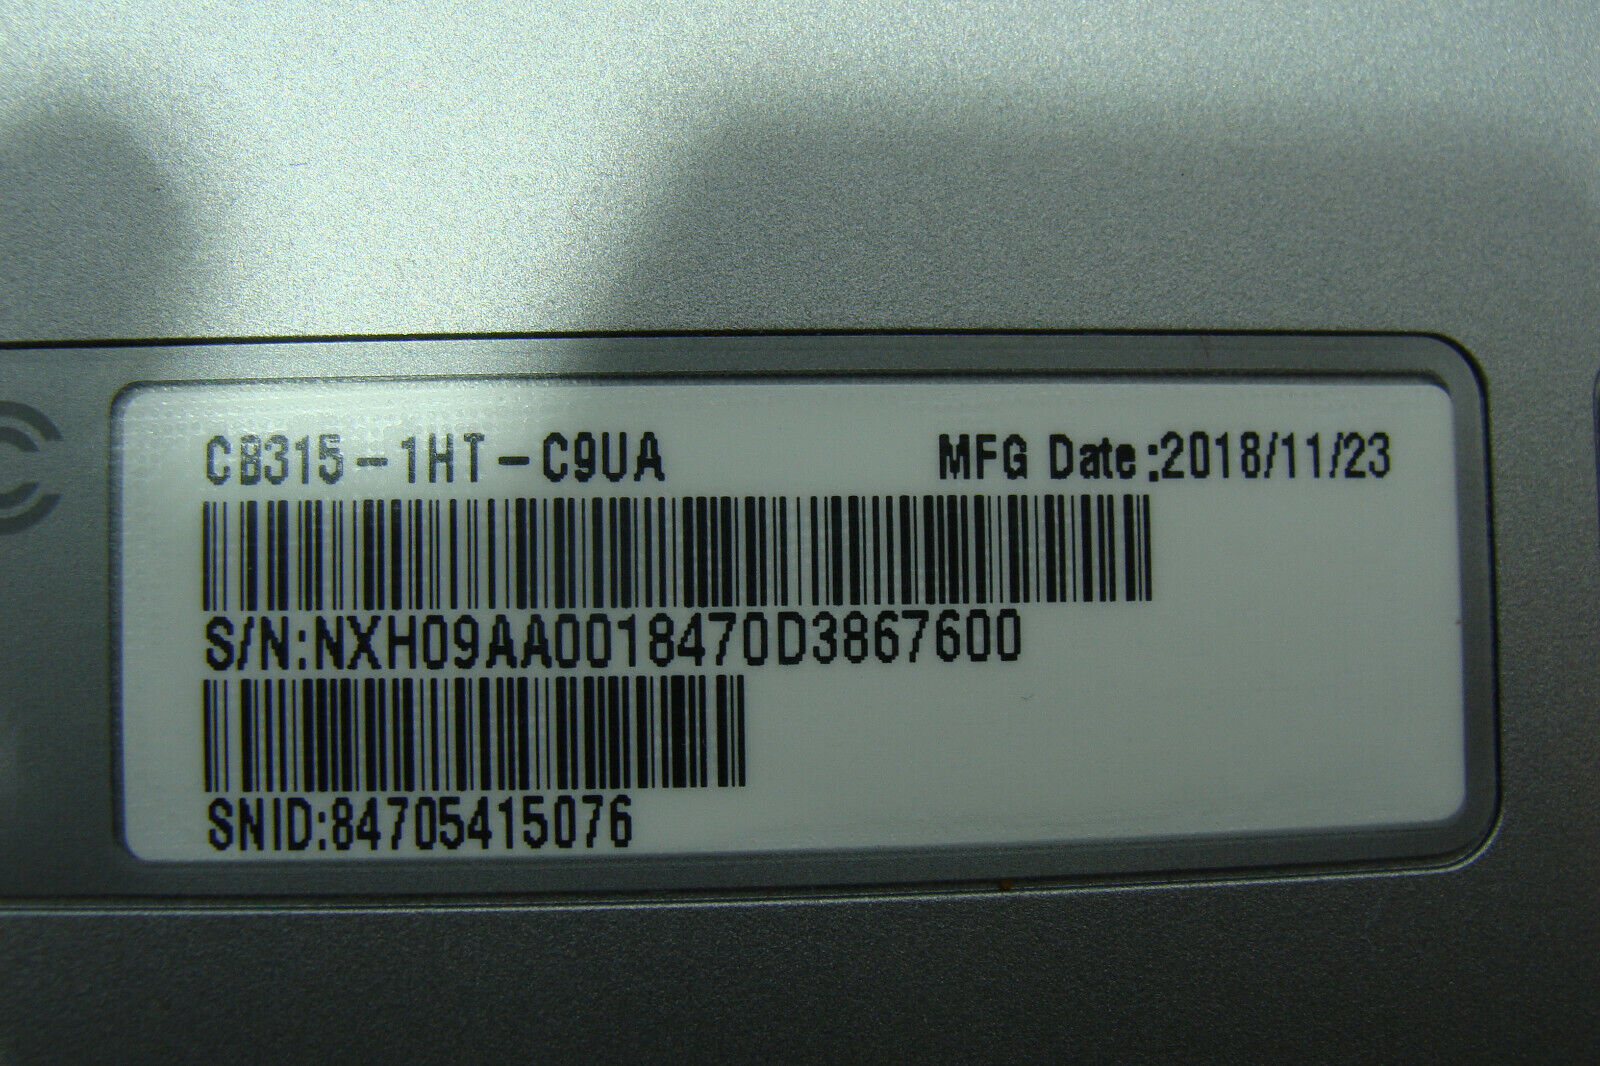 CB315-1HT-C9UA MFG Date:2018/11/23
S/N:NXH09AA0018470D3867600
SNID:84705415076